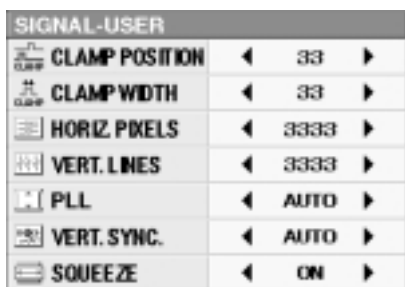 SIGNAL-USER
CLAMP POSITION 33
CLAMP WIDTH 33
HORIZ. PIXELS 3333
VERT. LINES 3333
PLL AUTO
VERT. SYNC. AUTO
SQUEEZE ON